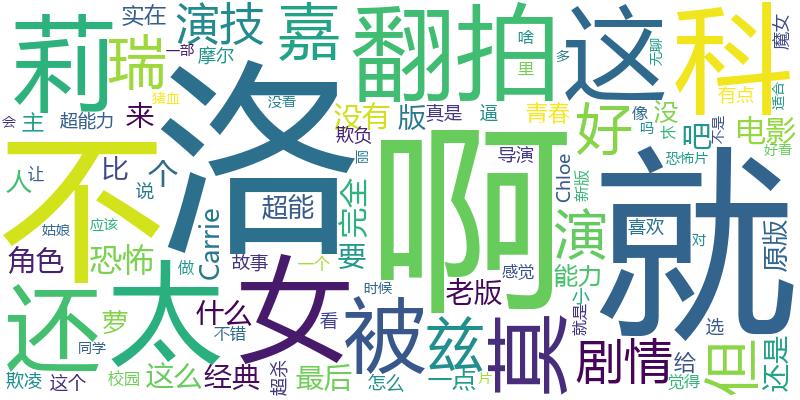 实在
演技
嘉
翻拍
啥
这
科
魔女
莉
瑞
一部
摩尔
里
多
无聊
猪血
没看
有点
适合
会
主
超能力
来
洛
没有
版
真是
逼
青春
好
像
没
电影
吗
长
吧
不是
欺负
啊
不
人
让
比
个
说
丽
导演
Chloe
新版
恐怖片
好看
就
姑娘
应该
超能
完全
要
演
喜欢
对
原版
角色
恐怖
做
Carrie
故事
一个
感觉
能力
小
还
太
女
时候
老版
就是
什么
萝
不错
看
被
兹
真
剧情
选
但
还是
同学
欺凌
这个
校园
这么
经典
超杀
最后
怎么
一点
片
给
觉得